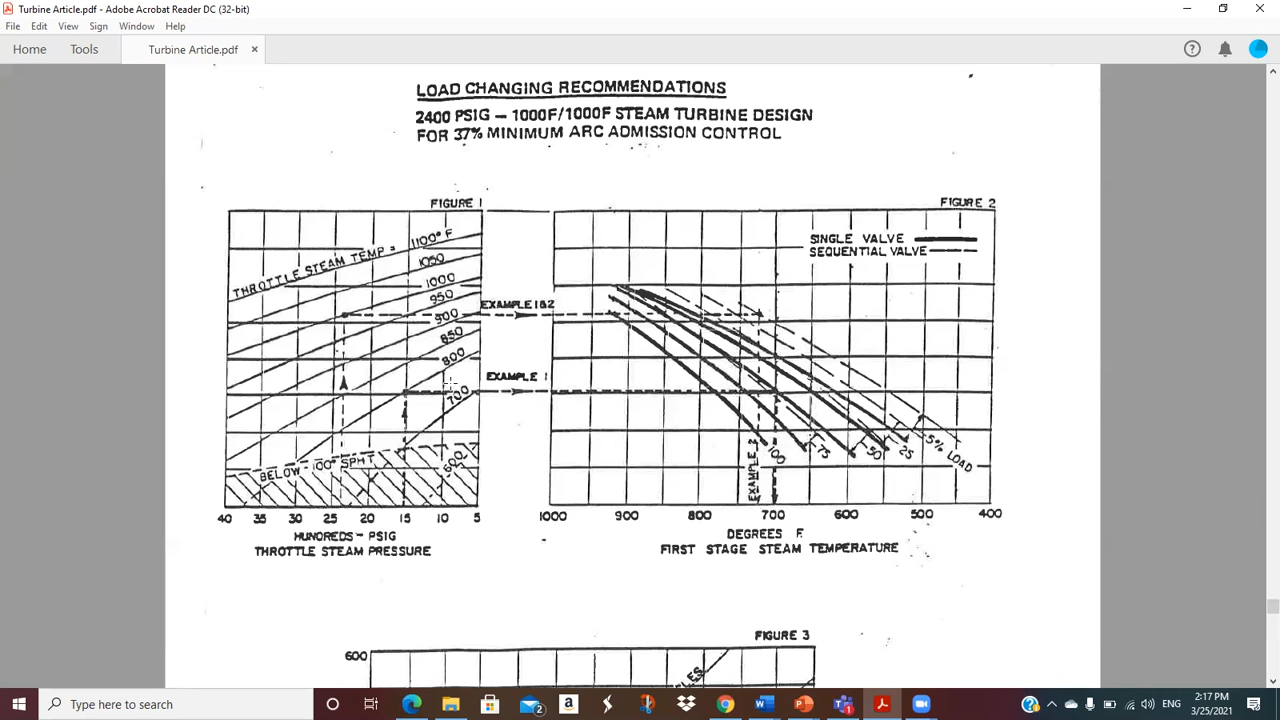 Turbine Article.pdf - Adobe Acrobat Reader DC (32-bit)
File Edit View Sign Window Help
Home Tools Turbine Article.pdf
LOAD CHANGING RECOMMENDATIONS
2400 PSIG – 1000F/1000F STEAM TURBINE DESIGN
FOR 37% MINIMUM ARC ADMISSION CONTROL
FIGURE 1
THROTTLE STEAM TEMP = 1100° F
1050
1000
950
900
850
800
700
600
BELOW -100° SPHT
40 35 30 25 20 15 10 5
HUNDREDS - PSIG
THROTTLE STEAM PRESSURE
EXAMPLE 1&2
EXAMPLE 1
FIGURE 2
SINGLE VALVE
SEQUENTIAL VALVE
100 75 50 25 5% LOAD
EXAMPLE 2
1000 900 800 700 600 500 400
DEGREES F.
FIRST STAGE STEAM TEMPERATURE
FIGURE 3
600
Type here to search
ENG
2:17 PM
3/25/2021